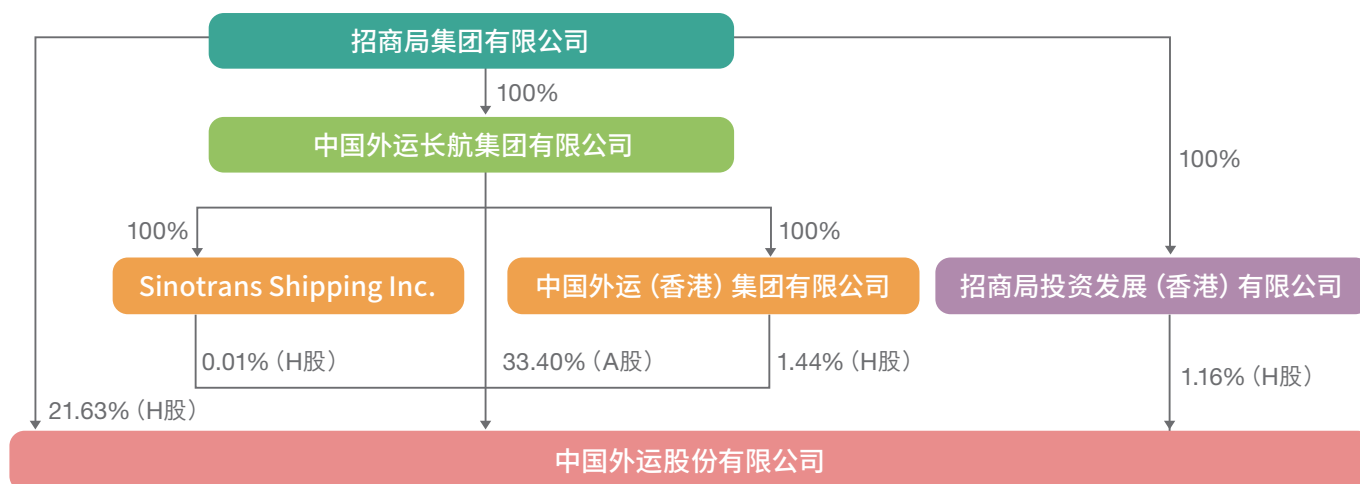 招商局集团有限公司
100%
中国外运长航集团有限公司
100%
100%
100%
Sinotrans Shipping Inc.
中国外运（香港）集团有限公司
招商局投资发展（香港）有限公司
0.01%（H股）
33.40%（A股）
1.44%（H股）
1.16%（H股）
21.63%（H股）
中国外运股份有限公司